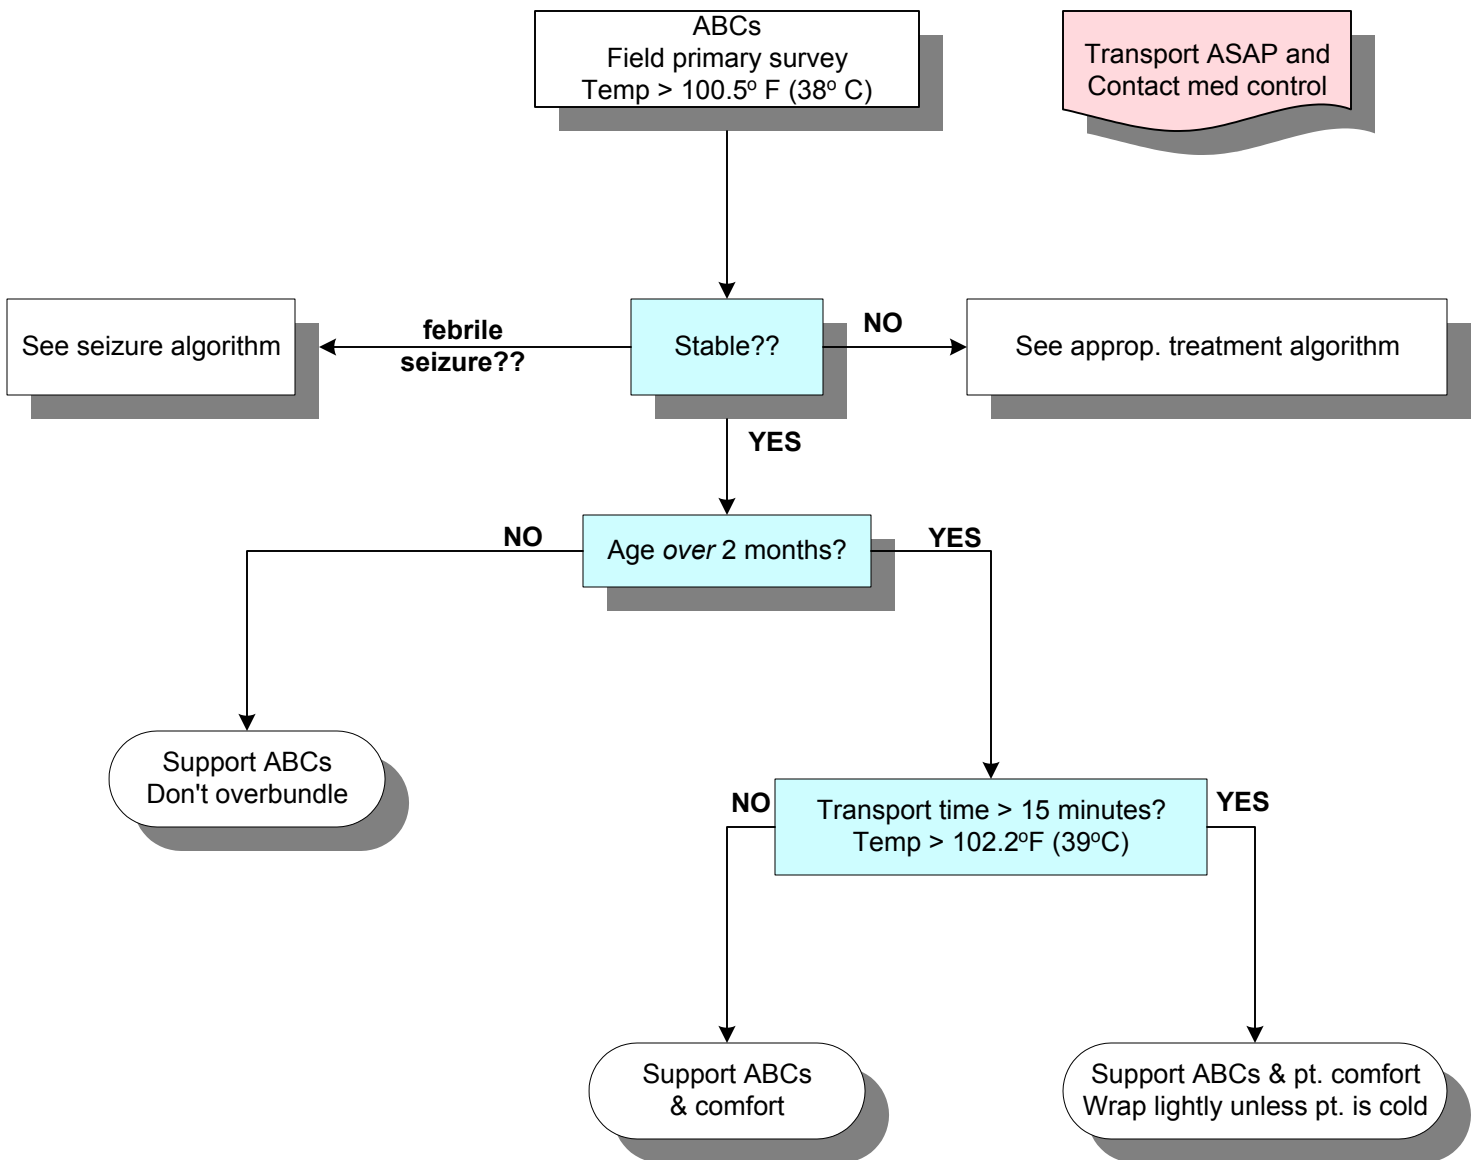 ABCs
Field primary survey
Temp > 100.5º F (38º C)
Transport ASAP and
Contact med control
See seizure algorithm
febrile
seizure??
Stable??
NO
See approp. treatment algorithm
YES
NO
Age over 2 months?
YES
Support ABCs
Don't overbundle
NO
Transport time > 15 minutes?
Temp > 102.2ºF (39ºC)
YES
Support ABCs
& comfort
Support ABCs & pt. comfort
Wrap lightly unless pt. is cold